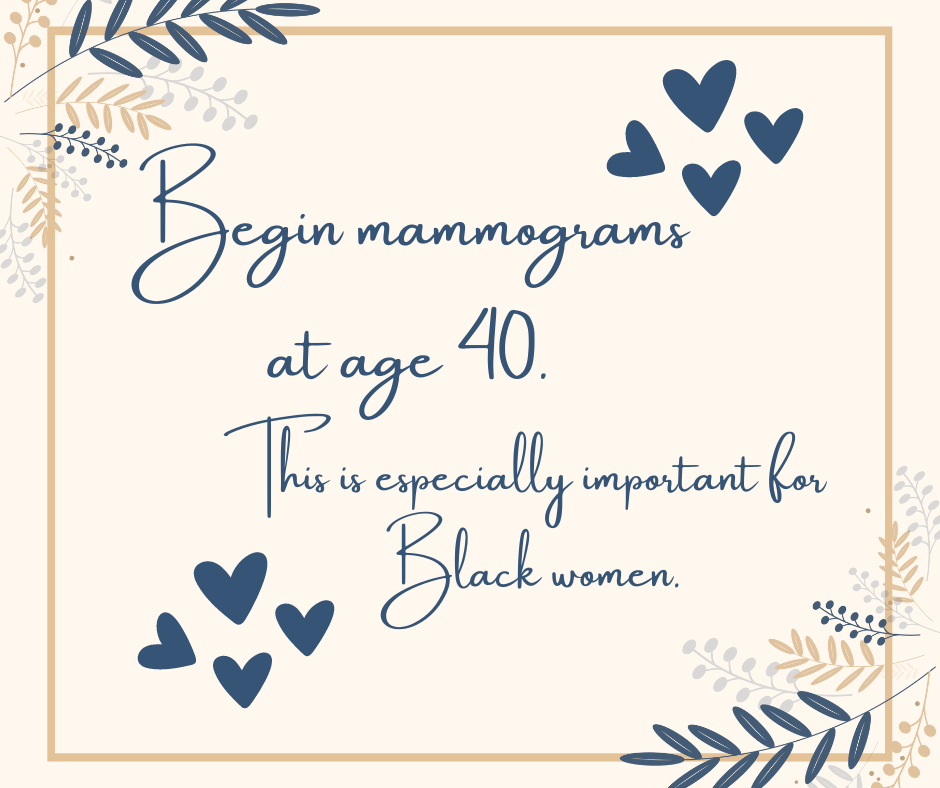 Begin mammograms
at age 40.
This is especially important for
Black women.